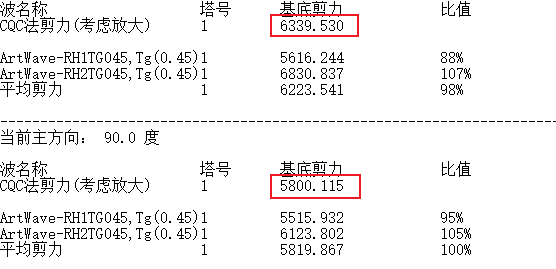 波名称 塔号 基底剪力 比值
CQC法剪力(考虑放大) 1 6339.530
ArtWave-RH1TG045,Tg(0.45)1 5616.244 88%
ArtWave-RH2TG045,Tg(0.45)1 6830.837 107%
平均剪力 1 6223.541 98%
----------------------------------------------------------------------
当前主方向: 90.0 度
波名称 塔号 基底剪力 比值
CQC法剪力(考虑放大) 1 5800.115
ArtWave-RH1TG045,Tg(0.45)1 5515.932 95%
ArtWave-RH2TG045,Tg(0.45)1 6123.802 105%
平均剪力 1 5819.867 100%